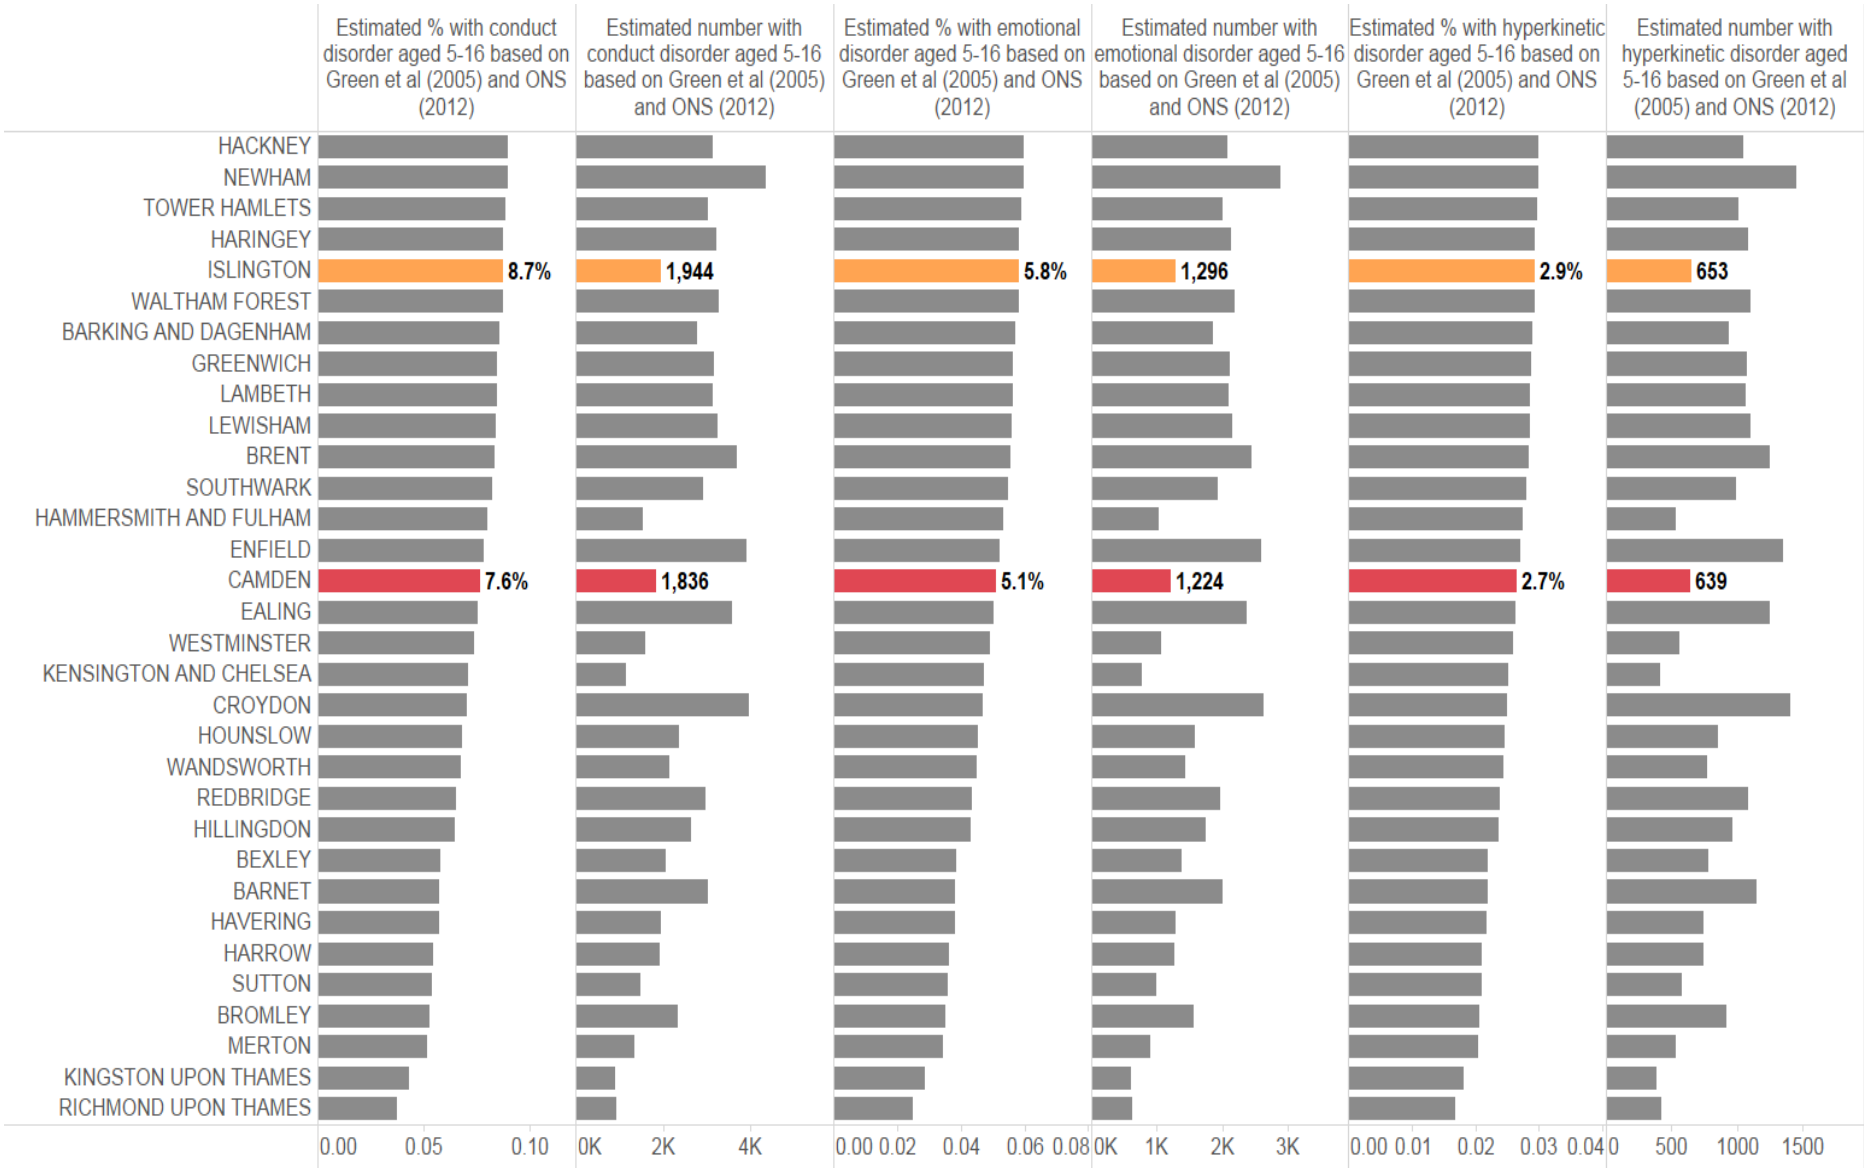 Estimated % with conduct
disorder aged 5-16 based on
Green et al (2005) and ONS
(2012)
Estimated number with
conduct disorder aged 5-16
based on Green et al (2005)
and ONS (2012)
Estimated % with emotional
disorder aged 5-16 based on
Green et al (2005) and ONS
(2012)
Estimated number with
emotional disorder aged 5-16
based on Green et al (2005)
and ONS (2012)
Estimated % with hyperkinetic
disorder aged 5-16 based on
Green et al (2005) and ONS
(2012)
Estimated number with
hyperkinetic disorder aged
5-16 based on Green et al
(2005) and ONS (2012)
HACKNEY
NEWHAM
TOWER HAMLETS
HARINGEY
ISLINGTON 8.7% 1,944 5.8% 1,296 2.9% 653
WALTHAM FOREST
BARKING AND DAGENHAM
GREENWICH
LAMBETH
LEWISHAM
BRENT
SOUTHWARK
HAMMERSMITH AND FULHAM
ENFIELD
CAMDEN 7.6% 1,836 5.1% 1,224 2.7% 639
EALING
WESTMINSTER
KENSINGTON AND CHELSEA
CROYDON
HOUNSLOW
WANDSWORTH
REDBRIDGE
HILLINGDON
BEXLEY
BARNET
HAVERING
HARROW
SUTTON
BROMLEY
MERTON
KINGSTON UPON THAMES
RICHMOND UPON THAMES
0.00 0.05 0.10 0K 2K 4K 0.00 0.02 0.04 0.06 0.08 0K 1K 2K 3K 0.00 0.01 0.02 0.03 0.04 0 500 1000 1500